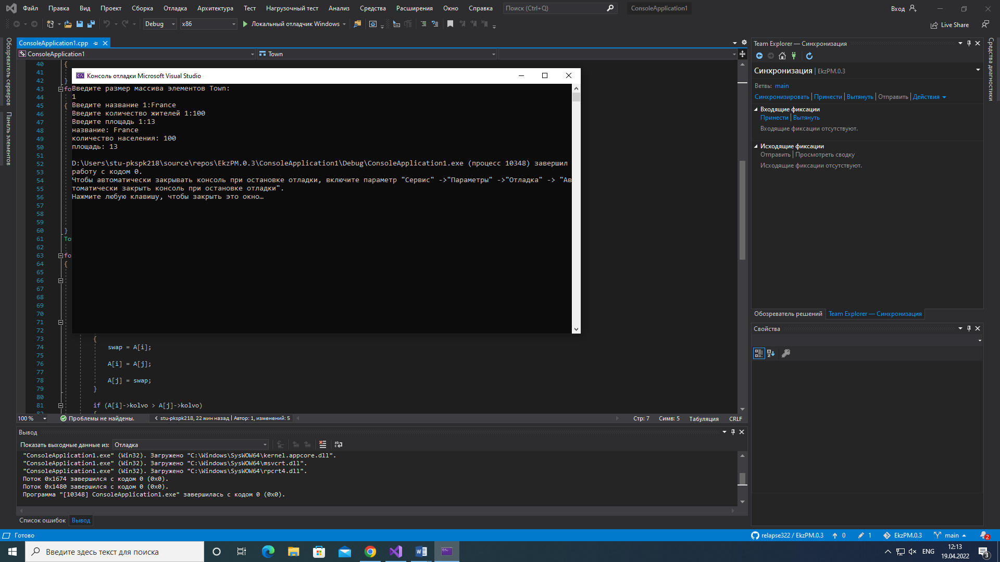 Файл Правка Вид Проект Сборка Отладка Архитектура Тест Нагрузочный тест Анализ Средства Расширения Окно Справка Поиск (Ctrl+Q) ConsoleApplication1 Вход
Debug x86 Локальный отладчик Windows Live Share
Обозреватель серверов
Панель элементов
ConsoleApplication1.cpp
ConsoleApplication1 Town
40 {
41
42 }
43 fo
44
45 {
46
47
48
49
50
51
52
53
54
55
56
57
58
59
60 }
61 To
62
63 fo
64 {
65
66
67
68
69
70
71
72
73 {
74 swap = A[i];
75
76 A[i] = A[j];
77
78 A[j] = swap;
79 }
80
81 if (A[i]->kolvo > A[j]->kolvo)
82 {
Консоль отладки Microsoft Visual Studio
Введите размер массива элементов Town:
1
Введите название 1:France
Введите количество жителей 1:100
Введите площадь 1:13
название: France
количество населения: 100
площадь: 13
D:\Users\stu-pkspk218\source\repos\EkzPM.0.3\ConsoleApplication1\Debug\ConsoleApplication1.exe (процесс 10348) завершил
работу с кодом 0.
Чтобы автоматически закрывать консоль при остановке отладки, включите параметр "Сервис" ->"Параметры" ->"Отладка" -> "Ав
томатически закрыть консоль при остановке отладки".
Нажмите любую клавишу, чтобы закрыть это окно…
100 % Проблемы не найдены. stu-pkspk218, 22 мин назад | Автор: 1, изменений: 5 Стр: 7 Симв: 5 Табуляция CRLF
Вывод
Показать выходные данные из: Отладка
"ConsoleApplication1.exe" (Win32). Загружено "C:\Windows\SysWOW64\kernel.appcore.dll".
"ConsoleApplication1.exe" (Win32). Загружено "C:\Windows\SysWOW64\msvcrt.dll".
"ConsoleApplication1.exe" (Win32). Загружено "C:\Windows\SysWOW64\rpcrt4.dll".
Поток 0x1674 завершился с кодом 0 (0x0).
Поток 0x1480 завершился с кодом 0 (0x0).
Программа "[10348] ConsoleApplication1.exe" завершилась с кодом 0 (0x0).
Список ошибок Вывод
Team Explorer — Синхронизация
Синхронизация | EkzPM.0.3
Ветвь: main
Синхронизировать | Принести | Вытянуть | Отправить | Действия
Входящие фиксации
Принести | Вытянуть
Входящие фиксации отсутствуют.
Исходящие фиксации
Отправить | Просмотреть сводку
Исходящие фиксации отсутствуют.
Обозреватель решений Team Explorer — Синхронизация
Свойства
Средства диагностики
Готово relapse322 / EkzPM.0.3 0 1 EkzPM.0.3 main 2
Введите здесь текст для поиска ENG 12:13
19.04.2022 3